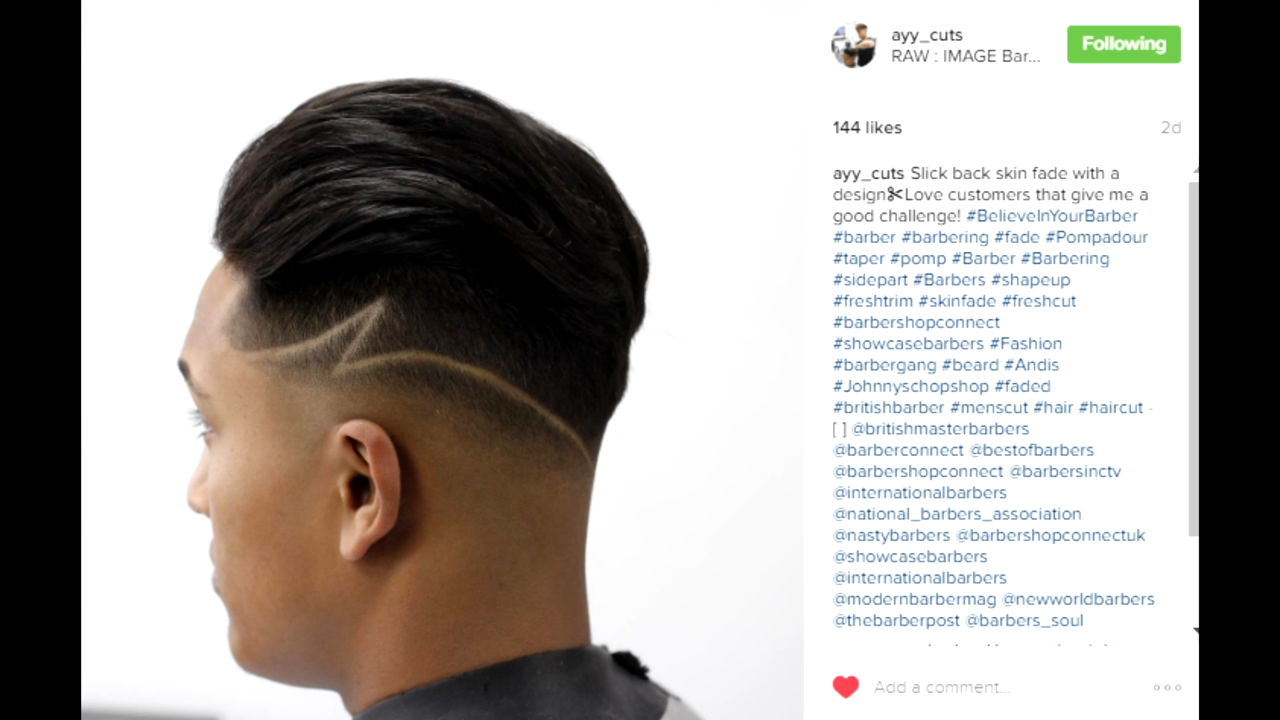 ayy_cuts
RAW : IMAGE Bar...
Following
144 likes
2d
ayy_cuts Slick back skin fade with a
design✂Love customers that give me a
good challenge! #BelieveInYourBarber
#barber #barbering #fade #Pompadour
#taper #pomp #Barber #Barbering
#sidepart #Barbers #shapeup
#freshtrim #skinfade #freshcut
#barbershopconnect
#showcasebarbers #Fashion
#barbergang #beard #Andis
#Johnnyschopshop #faded
#britishbarber #menscut #hair #haircut -
[ ] @britishmasterbarbers
@barberconnect @bestofbarbers
@barbershopconnect @barbersinctv
@internationalbarbers
@national_barbers_association
@nastybarbers @barbershopconnectuk
@showcasebarbers
@internationalbarbers
@modernbarbermag @newworldbarbers
@thebarberpost @barbers_soul
Add a comment...